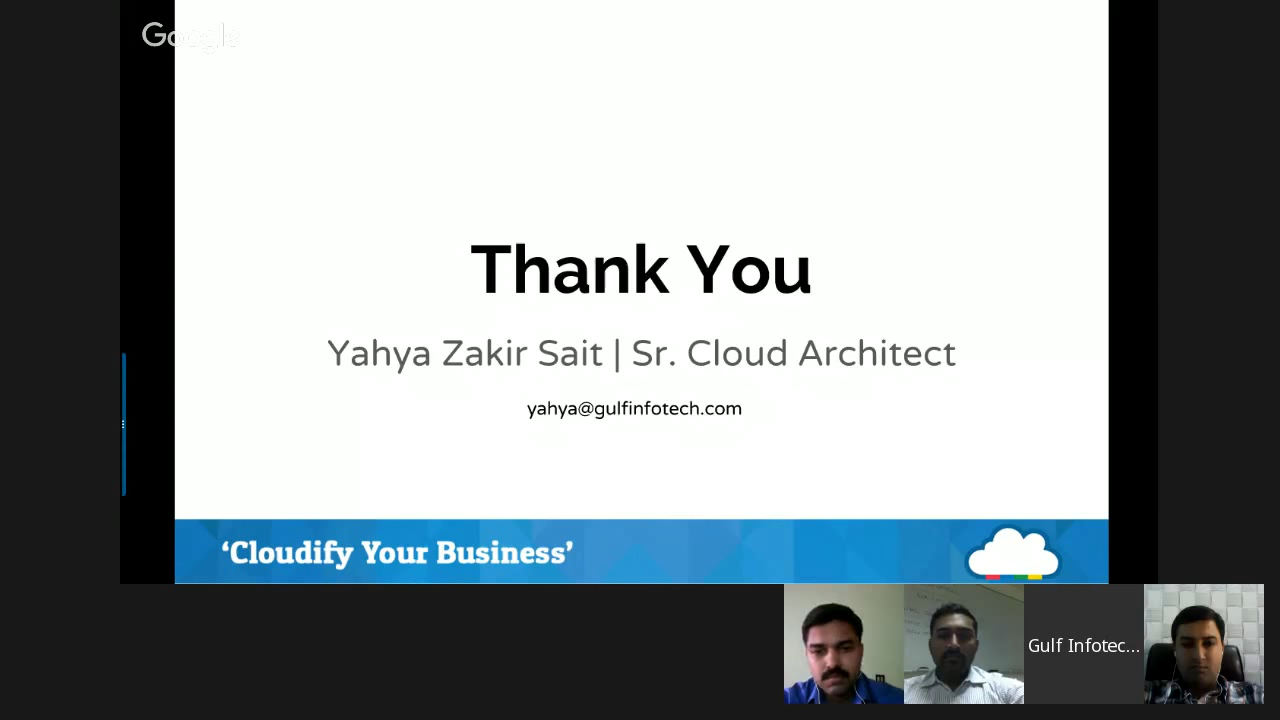 Google
Thank You
Yahya Zakir Sait | Sr. Cloud Architect
yahya@gulfinfotech.com
‘Cloudify Your Business’
Gulf Infotec...